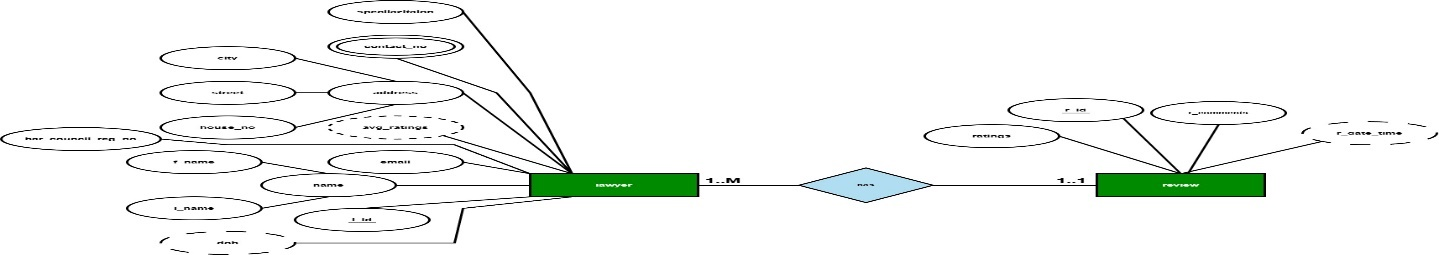 specilaritaion
contact_no
city
street
address
house_no
avg_ratings
bar_council_reg_no
f_name
email
name
l_name
l_id
dob
lawyer
1..M
has
1..1
review
ratings
r_id
r_comments
r_date_time